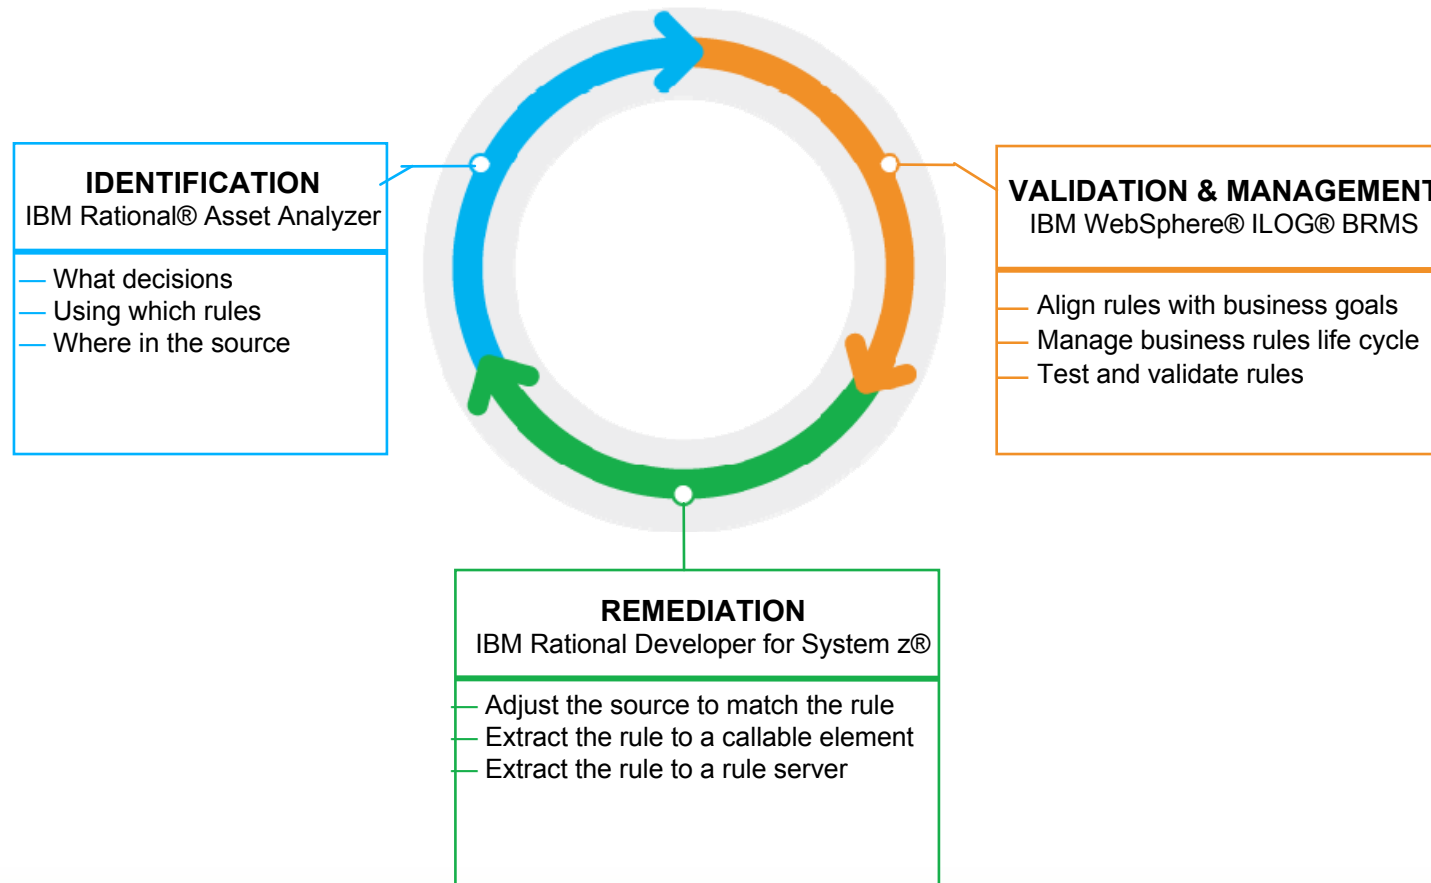 IDENTIFICATION
IBM Rational® Asset Analyzer
What decisions
Using which rules
Where in the source
VALIDATION & MANAGEMENT
IBM WebSphere® ILOG® BRMS
Align rules with business goals
Manage business rules life cycle
Test and validate rules
REMEDIATION
IBM Rational Developer for System z®
Adjust the source to match the rule
Extract the rule to a callable element
Extract the rule to a rule server